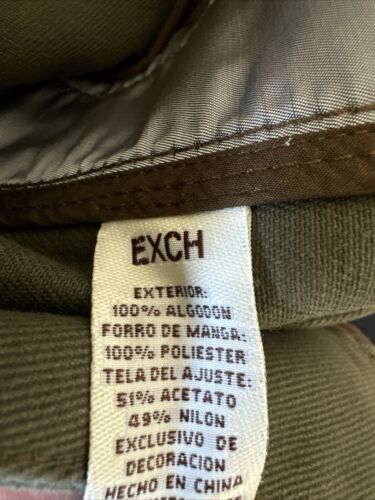 EXCH
EXTERIOR:
100% ALGODON
FORRO DE MANGA:
100% POLIESTER
TELA DEL AJUSTE:
51% ACETATO
49% NILON
EXCLUSIVO DE
DECORACION
HECHO EN CHINA